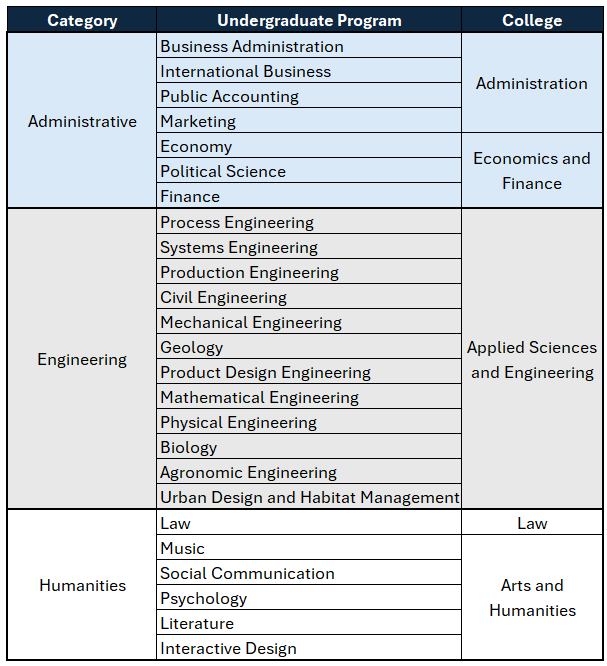 Category Undergraduate Program College
Administrative
Business Administration
International Business
Public Accounting
Marketing
Administration
Economy
Political Science
Finance
Economics and
Finance
Engineering
Process Engineering
Systems Engineering
Production Engineering
Civil Engineering
Mechanical Engineering
Geology
Product Design Engineering
Mathematical Engineering
Physical Engineering
Biology
Agronomic Engineering
Urban Design and Habitat Management
Applied Sciences
and Engineering
Humanities
Law
Law
Music
Social Communication
Psychology
Literature
Interactive Design
Arts and
Humanities